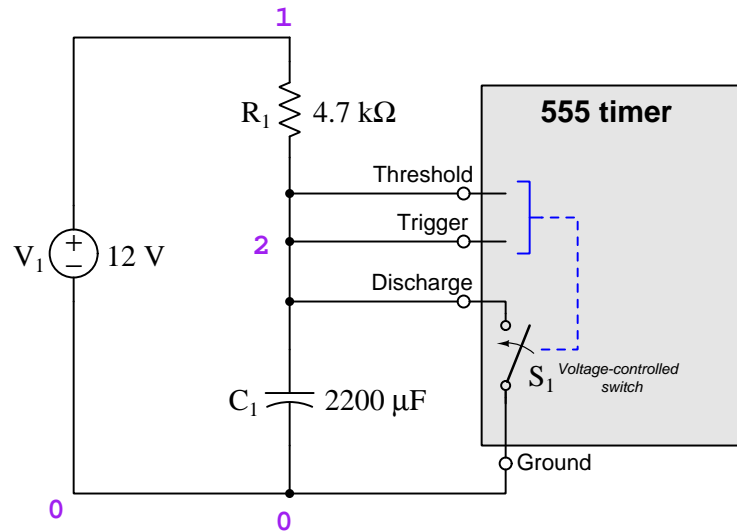 1
R1 4.7 kΩ
555 timer
Threshold
Trigger
2
V1 + − 12 V
Discharge
S1 Voltage-controlled
switch
C1 2200 µF
Ground
0
0